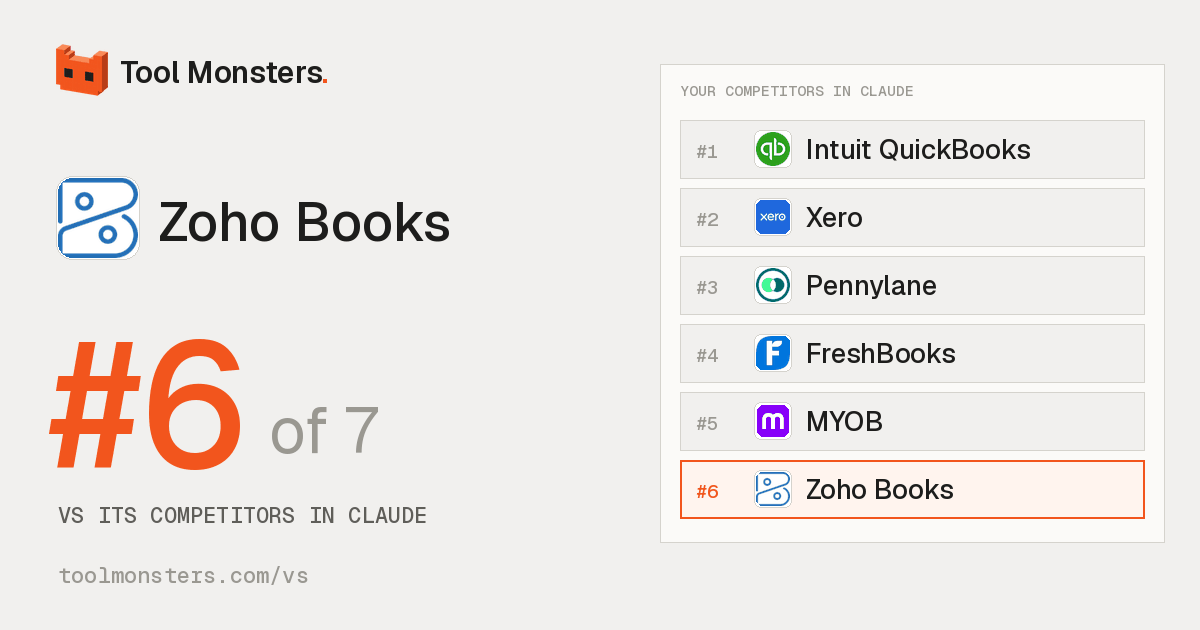 Tool Monsters.
Zoho Books
#6 of 7
VS ITS COMPETITORS IN CLAUDE
toolmonsters.com/vs
YOUR COMPETITORS IN CLAUDE
#1 qb Intuit QuickBooks
#2 xero Xero
#3 Pennylane
#4 F FreshBooks
#5 m MYOB
#6 Zoho Books